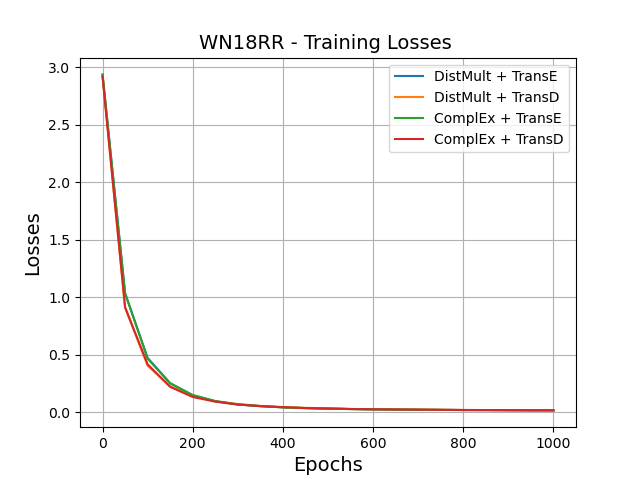 WN18RR - Training Losses
DistMult + TransE
DistMult + TransD
ComplEx + TransE
ComplEx + TransD
Losses
3.0
2.5
2.0
1.5
1.0
0.5
0.0
0 200 400 600 800 1000
Epochs